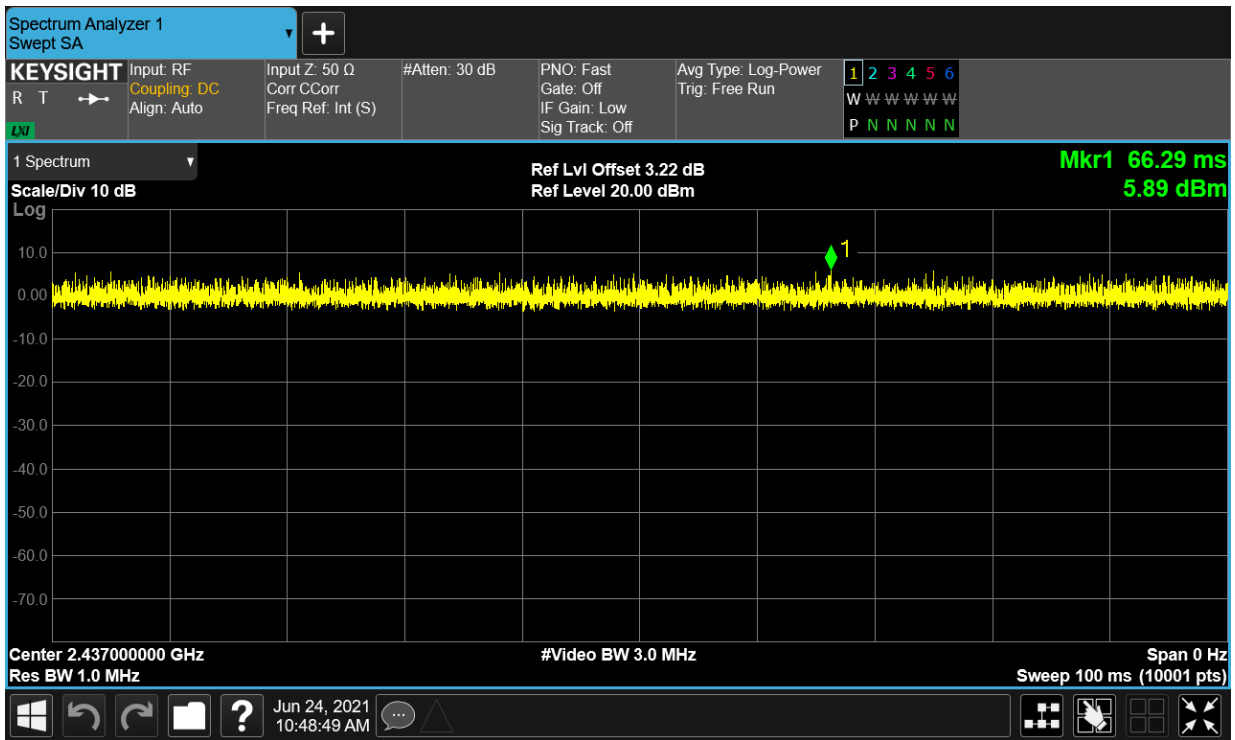 Spectrum Analyzer 1
Swept SA
+
KEYSIGHT Input: RF Input Z: 50 Ω #Atten: 30 dB PNO: Fast Avg Type: Log-Power 1 2 3 4 5 6
R T Coupling: DC Corr CCorr Gate: Off Trig: Free Run W W W W W W
Align: Auto Freq Ref: Int (S) IF Gain: Low
LXI Sig Track: Off P N N N N N
1 Spectrum Ref Lvl Offset 3.22 dB Mkr1 66.29 ms
Scale/Div 10 dB Ref Level 20.00 dBm 5.89 dBm
Log
1
10.0
0.00
-10.0
-20.0
-30.0
-40.0
-50.0
-60.0
-70.0
Center 2.437000000 GHz #Video BW 3.0 MHz Span 0 Hz
Res BW 1.0 MHz Sweep 100 ms (10001 pts)
? Jun 24, 2021
10:48:49 AM